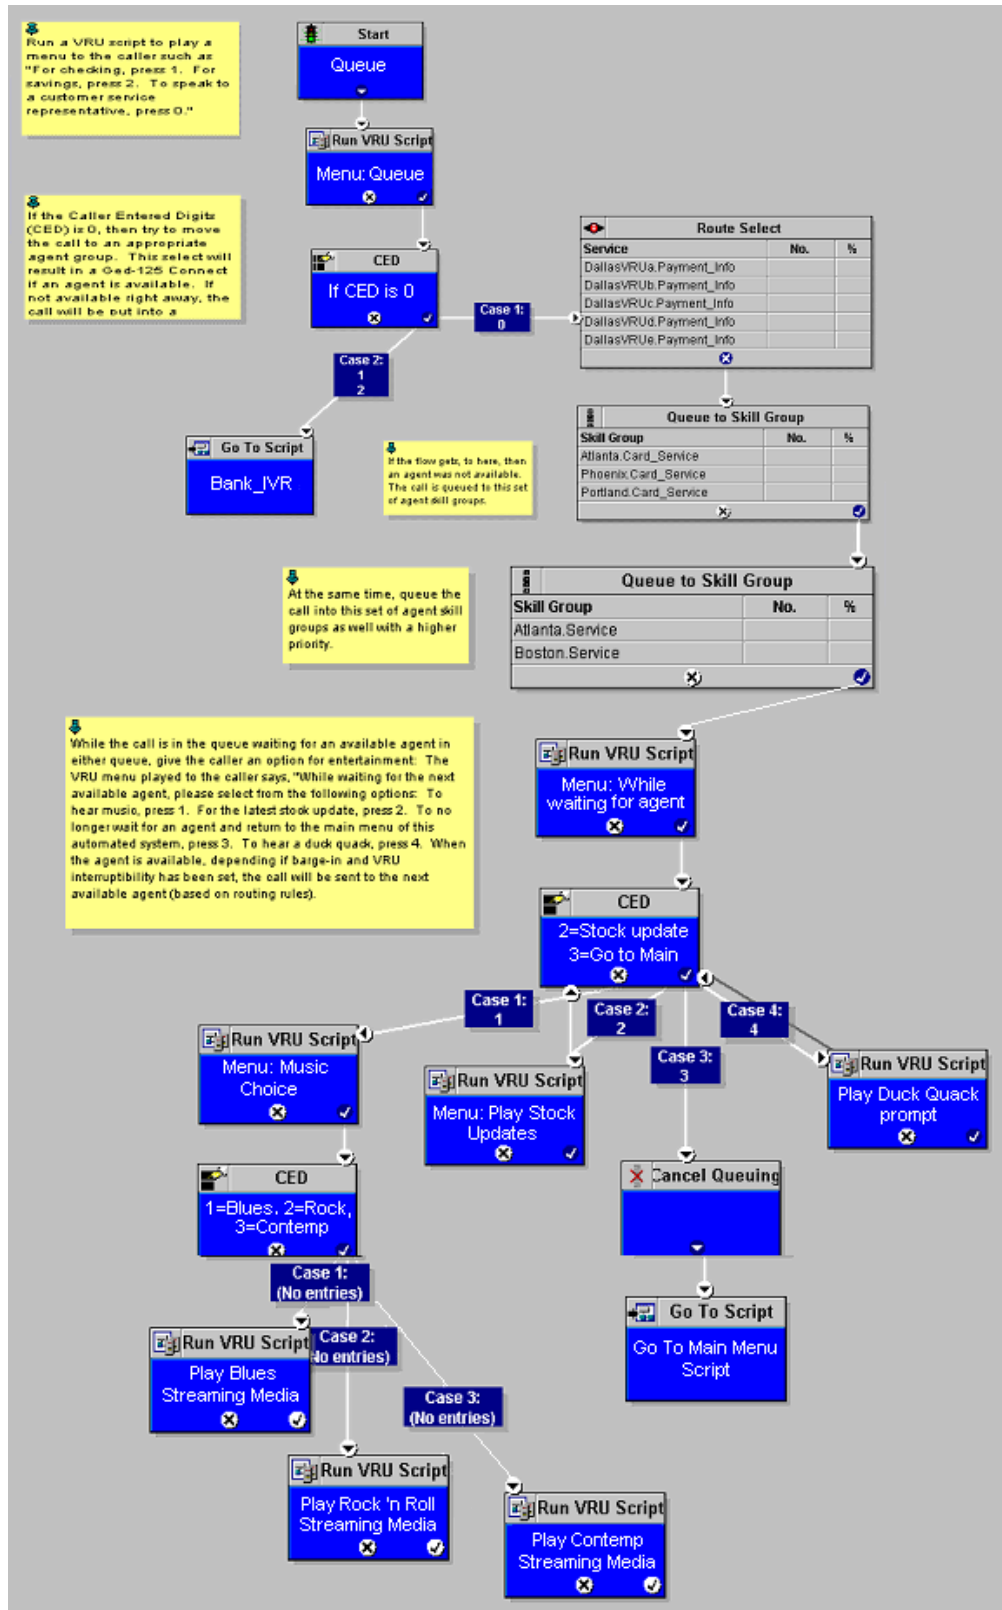 Run a VRU script to play a
menu to the caller such as
"For checking, press 1. For
savings, press 2. To speak to
a customer service
representative, press 0."
Start
Queue
Run VRU Script
Menu: Queue
If the Caller Entered Digits
(CED) is 0, then try to move
the call to an appropriate
agent group. This select will
result in a Ged-125 Connect
if an agent is available. If
not available right away, the
call will be put into a
CED
If CED is 0
Case 1:
0
Case 2:
1
2
Route Select
Service No. %
DallasVRUa.Payment_Info
DallasVRUb.Payment_Info
DallasVRUc.Payment_Info
DallasVRUd.Payment_Info
DallasVRUe.Payment_Info
Go To Script
Bank_IVR
If the flow gets, to here, then
an agent was not available.
The call is queued to this set
of agent skill groups.
Queue to Skill Group
Skill Group No. %
Atlanta.Card_Service
Phoenix.Card_Service
Portland.Card_Service
At the same time, queue the
call into this set of agent skill
groups as well with a higher
priority.
Queue to Skill Group
Skill Group No. %
Atlanta.Service
Boston.Service
While the call is in the queue waiting for an available agent in
either queue, give the caller an option for entertainment: The
VRU menu played to the caller says, "While waiting for the next
available agent, please select from the following options: To
hear music, press 1. For the latest stock update, press 2. To no
longer wait for an agent and return to the main menu of this
automated system, press 3. To hear a duck quack, press 4. When
the agent is available, depending if barge-in and VRU
interruptibility has been set, the call will be sent to the next
available agent (based on routing rules).
Run VRU Script
Menu: While
waiting for agent
CED
2=Stock update
3=Go to Main
Case 1:
1
Case 2:
2
Case 3:
3
Case 4:
4
Run VRU Script
Menu: Music
Choice
Run VRU Script
Menu: Play Stock
Updates
Run VRU Script
Play Duck Quack
prompt
CED
1=Blues. 2=Rock,
3=Contemp
Cancel Queuing
Case 1:
(No entries)
Case 2:
No entries)
Case 3:
(No entries)
Go To Script
Go To Main Menu
Script
Run VRU Script
Play Blues
Streaming Media
Run VRU Script
Play Rock 'n Roll
Streaming Media
Run VRU Script
Play Contemp
Streaming Media